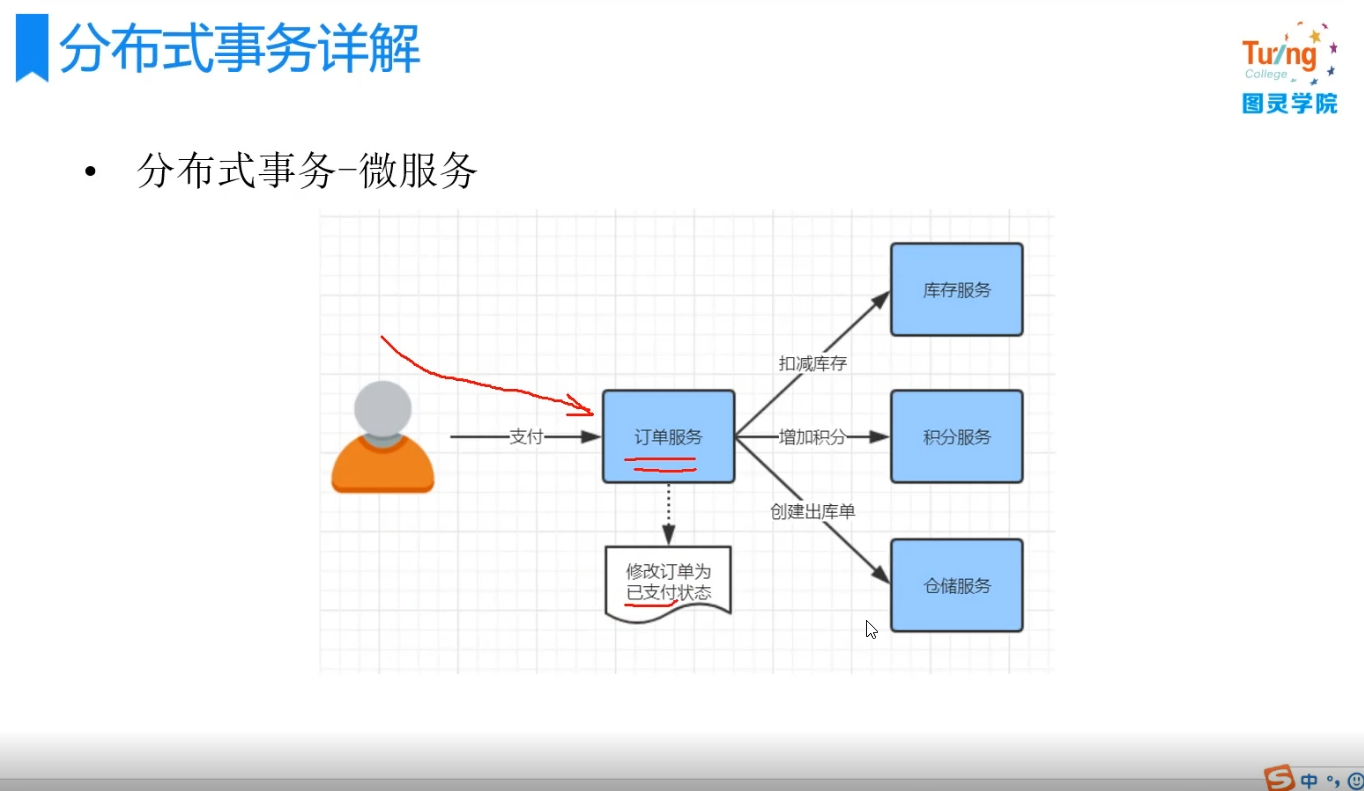 分布式事务详解
Tu/ng
College
图灵学院
• 分布式事务-微服务
库存服务
扣减库存
支付
订单服务
增加积分
积分服务
创建出库单
修改订单为
已支付状态
仓储服务
S中